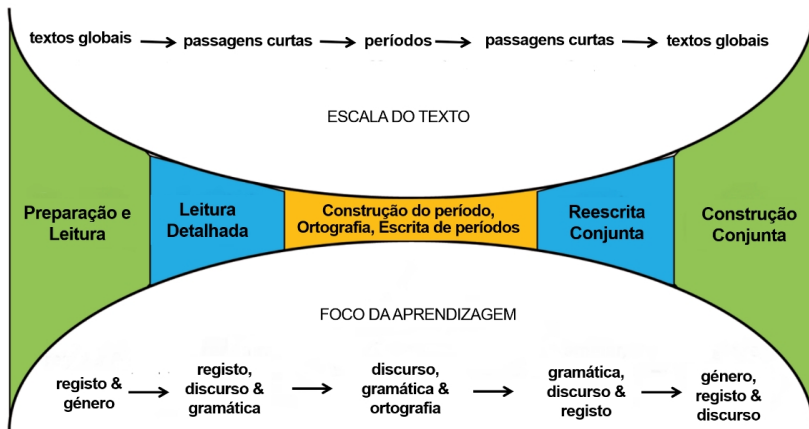 textos globais → passagens curtas → períodos → passagens curtas → textos globais
ESCALA DO TEXTO
Preparação e
Leitura
Leitura
Detalhada
Construção do período,
Ortografia, Escrita de períodos
Reescrita
Conjunta
Construção
Conjunta
FOCO DA APRENDIZAGEM
registo &
género
registo,
discurso &
gramática
discurso,
gramática &
ortografia
gramática,
discurso &
registo
género,
registo &
discurso